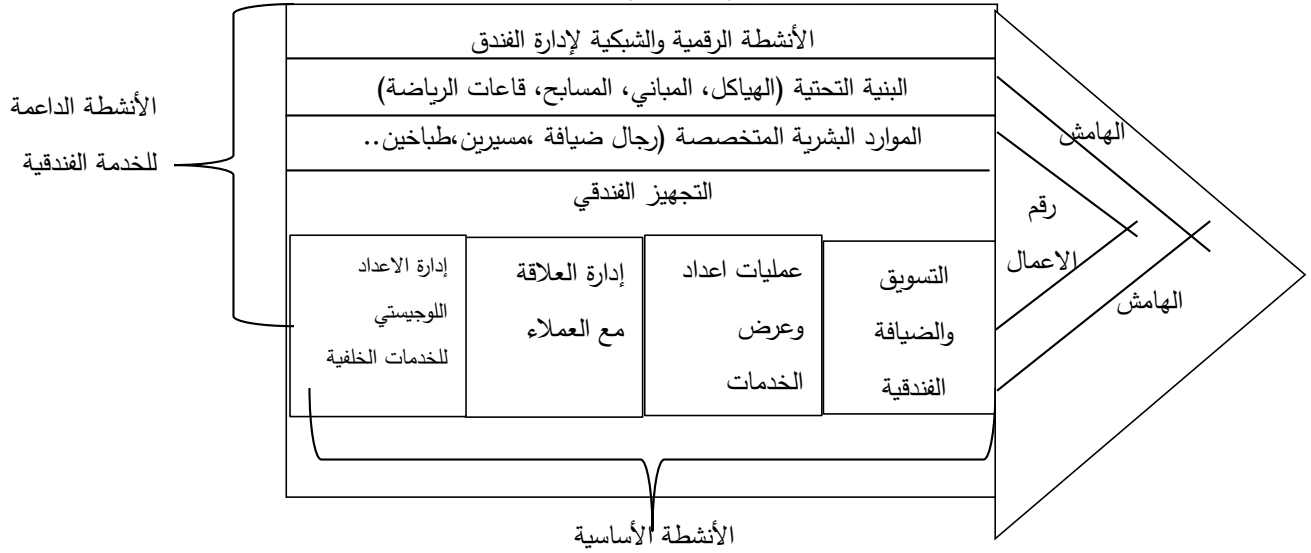 الأنشطة الرقمية والشبكية لإدارة الفندق
البنية التحتية (الهياكل، المباني، المسابح، قاعات الرياضة)
الموارد البشرية المتخصصة (رجال ضيافة ،مسيرين،طباخين..
التجهيز الفندقي
الأنشطة الداعمة
للخدمة الفندقية
الهامش
رقم
الاعمال
الهامش
التسويق
والضيافة
الفندقية
عمليات اعداد
وعرض
الخدمات
إدارة العلاقة
مع العملاء
إدارة الاعداد
اللوجيستي
للخدمات الخلفية
الأنشطة الأساسية